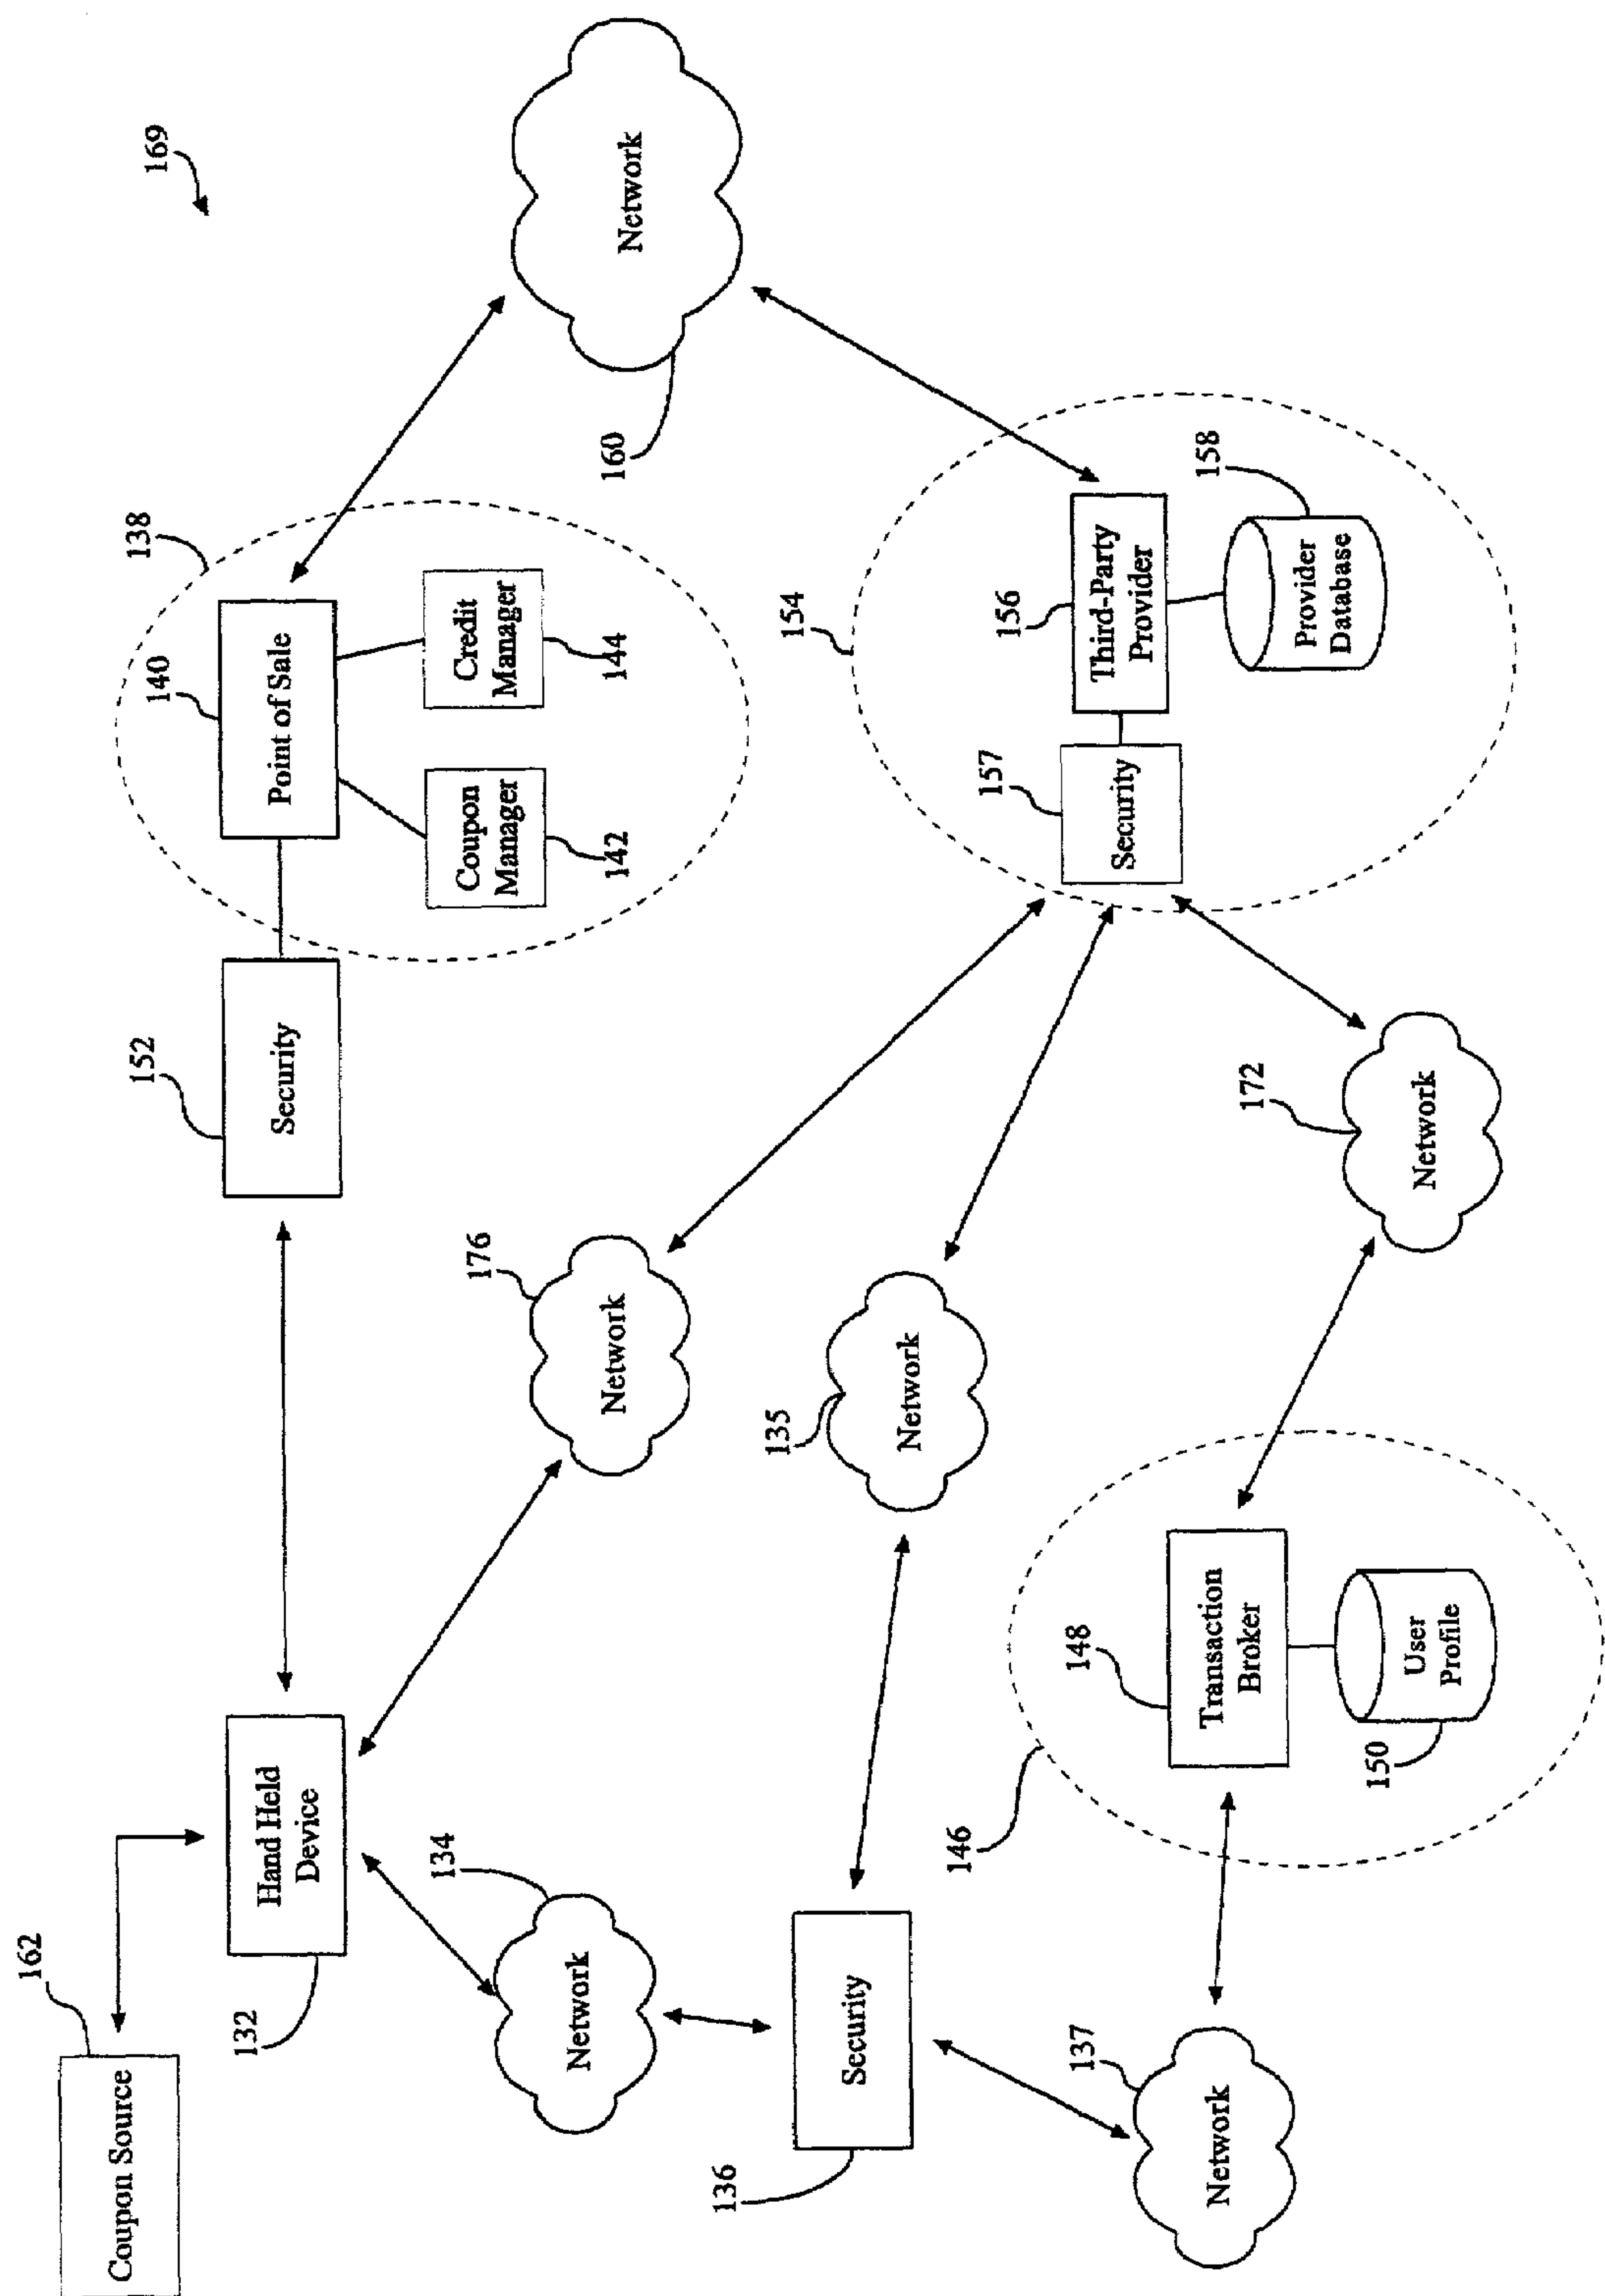 169
162
Coupon Source
Hand Held
Device
132
152
Security
138
140
Point of Sale
Coupon
Manager
142
Credit
Manager
144
Network
160
134
Network
176
Network
136
Security
135
Network
154
157
Security
156
Third-Party
Provider
158
Provider
Database
137
Network
146
148
Transaction
Broker
150
User
Profile
172
Network